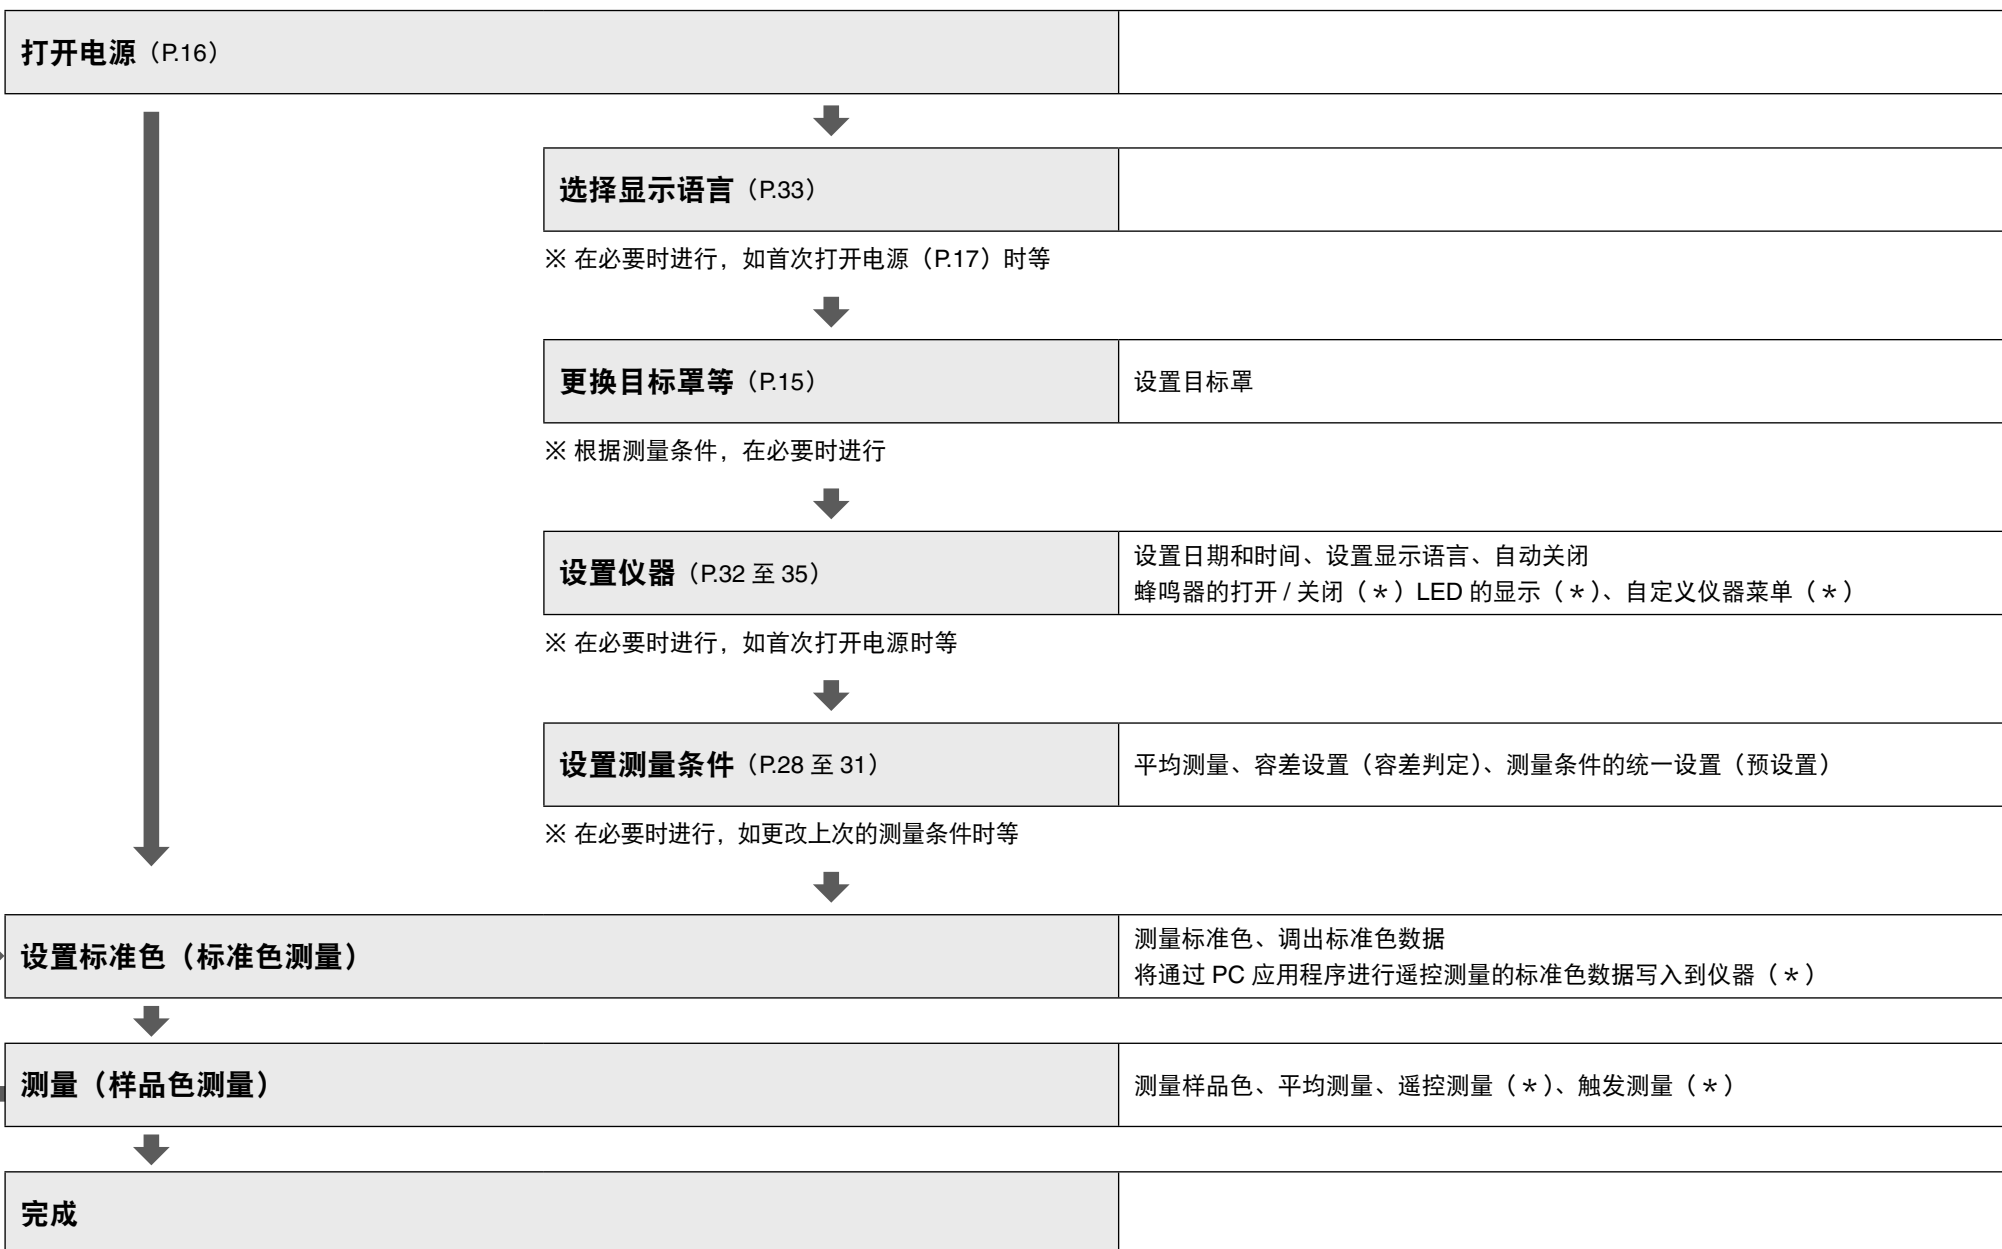 打开电源（P.16）
选择显示语言（P.33）
※ 在必要时进行，如首次打开电源（P.17）时等
更换目标罩等（P.15）
设置目标罩
※ 根据测量条件，在必要时进行
设置仪器（P.32 至 35）
设置日期和时间、设置显示语言、自动关闭
蜂鸣器的打开 / 关闭（＊）LED 的显示（＊）、自定义仪器菜单（＊）
※ 在必要时进行，如首次打开电源时等
设置测量条件（P.28 至 31）
平均测量、容差设置（容差判定）、测量条件的统一设置（预设置）
※ 在必要时进行，如更改上次的测量条件时等
设置标准色（标准色测量）
测量标准色、调出标准色数据
将通过 PC 应用程序进行遥控测量的标准色数据写入到仪器（＊）
测量（样品色测量）
测量样品色、平均测量、遥控测量（＊）、触发测量（＊）
完成